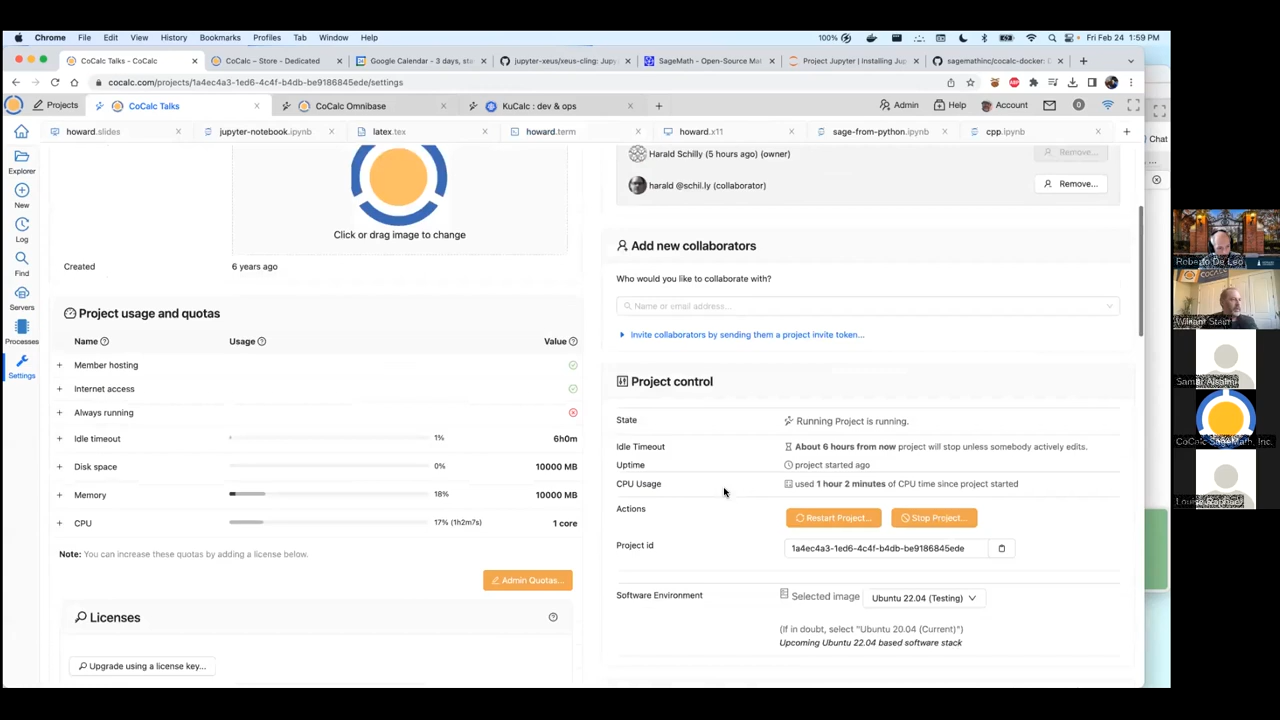 Chrome File Edit View History Bookmarks Profiles Tab Window Help 100% Fri Feb 24 1:59 PM
CoCalc Talks - CoCalc CoCalc – Store - Dedicated Google Calendar - 3 days, sta jupyter-xeus/xeus-cling: Jupy SageMath - Open-Source Mat Project Jupyter | Installing Ju sagemathinc/cocalc-docker: D
cocalc.com/projects/1a4ec4a3-1ed6-4c4f-b4db-be9186845ede/settings
Projects CoCalc Talks CoCalc Omnibase KuCalc : dev & ops Admin Help Account 0
howard.slides jupyter-notebook.ipynb latex.tex howard.term howard.x11 sage-from-python.ipynb cpp.ipynb Chat
Explorer
New
Log
Find
Servers
Processes
Settings
Click or drag image to change
Created 6 years ago
Project usage and quotas
Name Usage Value
Member hosting
Internet access
Always running
Idle timeout 1% 6h0m
Disk space 0% 10000 MB
Memory 18% 10000 MB
CPU 17% (1h2m7s) 1 core
Note: You can increase these quotas by adding a license below.
Admin Quotas...
Licenses
Upgrade using a license key...
Harald Schilly (5 hours ago) (owner) Remove...
harald @schil.ly (collaborator) Remove...
Add new collaborators
Who would you like to collaborate with?
Name or email address...
Invite collaborators by sending them a project invite token...
Project control
State Running Project is running.
Idle Timeout About 6 hours from now project will stop unless somebody actively edits.
Uptime project started ago
CPU Usage used 1 hour 2 minutes of CPU time since project started
Actions Restart Project... Stop Project...
Project id 1a4ec4a3-1ed6-4c4f-b4db-be9186845ede
Software Environment Selected image Ubuntu 22.04 (Testing)
(If in doubt, select "Ubuntu 20.04 (Current)")
Upcoming Ubuntu 22.04 based software stack
Roberto De Leo
William Stein
CoCalc SageMath, Inc.
Louise Raphael